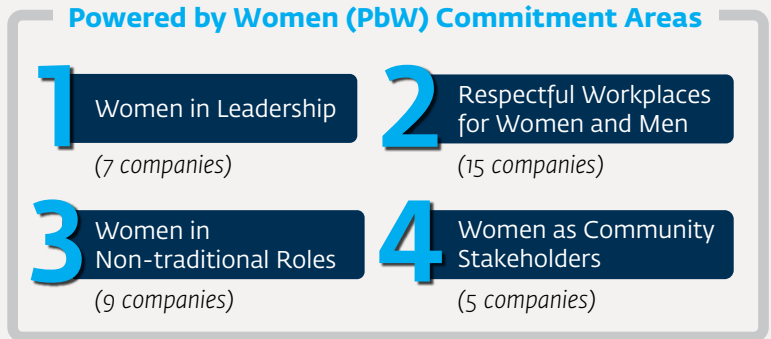 Powered by Women (PbW) Commitment Areas
1
Women in Leadership
(7 companies)
2
Respectful Workplaces
for Women and Men
(15 companies)
3
Women in
Non-traditional Roles
(9 companies)
4
Women as Community
Stakeholders
(5 companies)